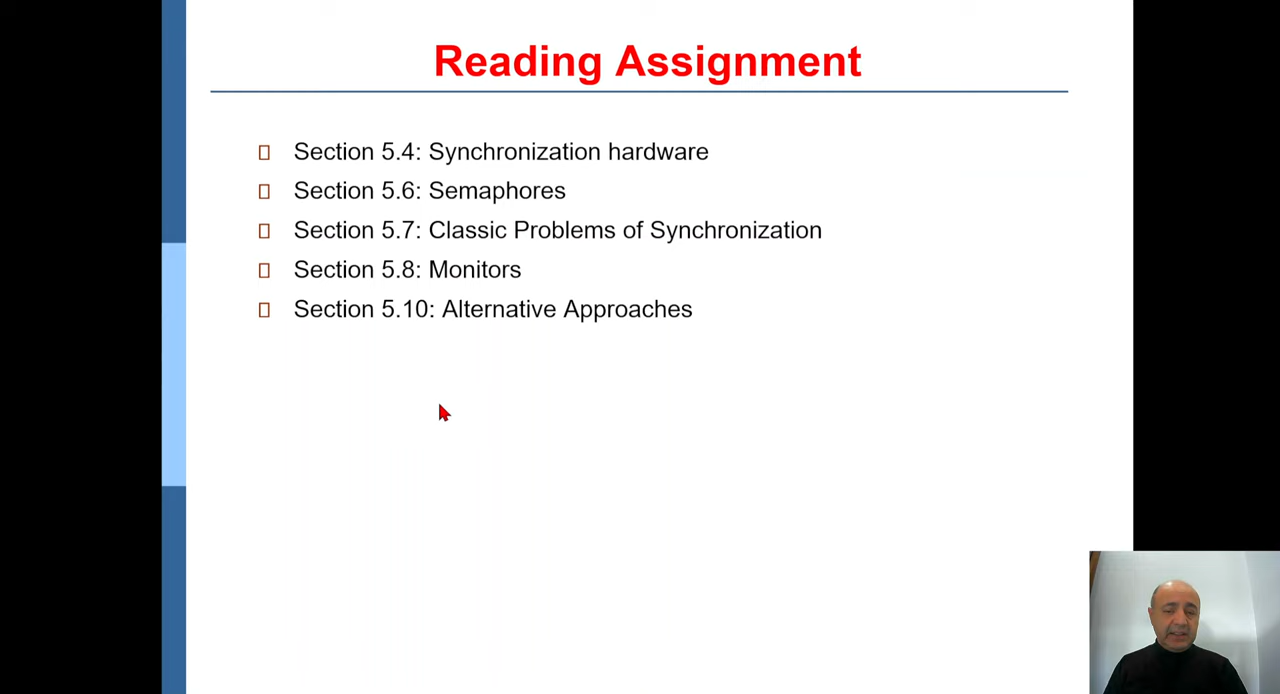 Reading Assignment
Section 5.4: Synchronization hardware
Section 5.6: Semaphores
Section 5.7: Classic Problems of Synchronization
Section 5.8: Monitors
Section 5.10: Alternative Approaches